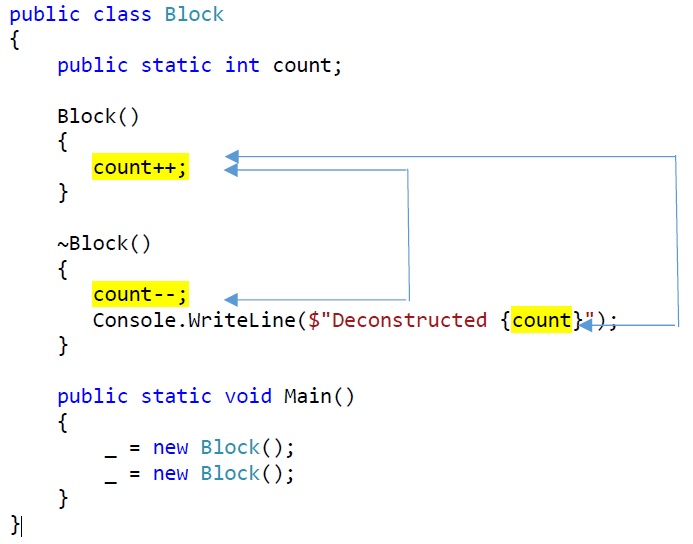 public class Block
{
    public static int count;

    Block()
    {
       count++;
    }

    ~Block()
    {
       count--;
       Console.WriteLine($"Deconstructed {count}");
    }

    public static void Main()
    {
        _ = new Block();
        _ = new Block();
    }
}